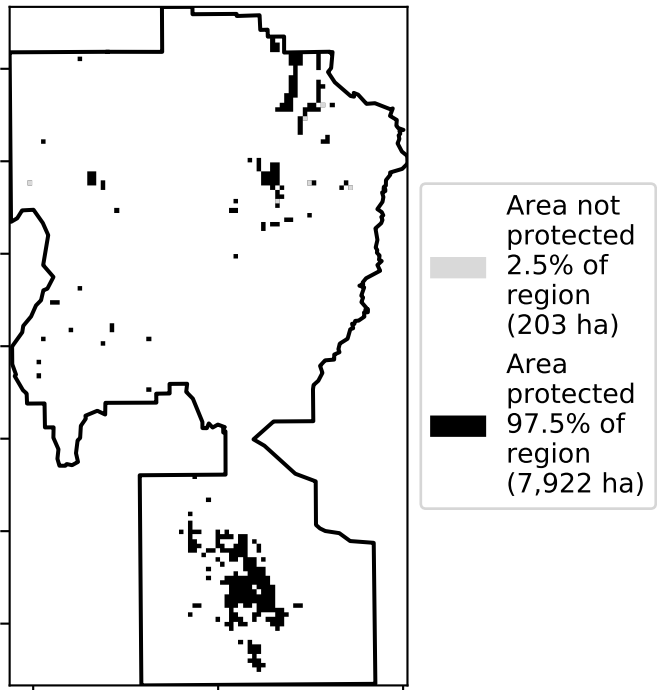 Area not
protected
2.5% of
region
(203 ha)
Area
protected
97.5% of
region
(7,922 ha)